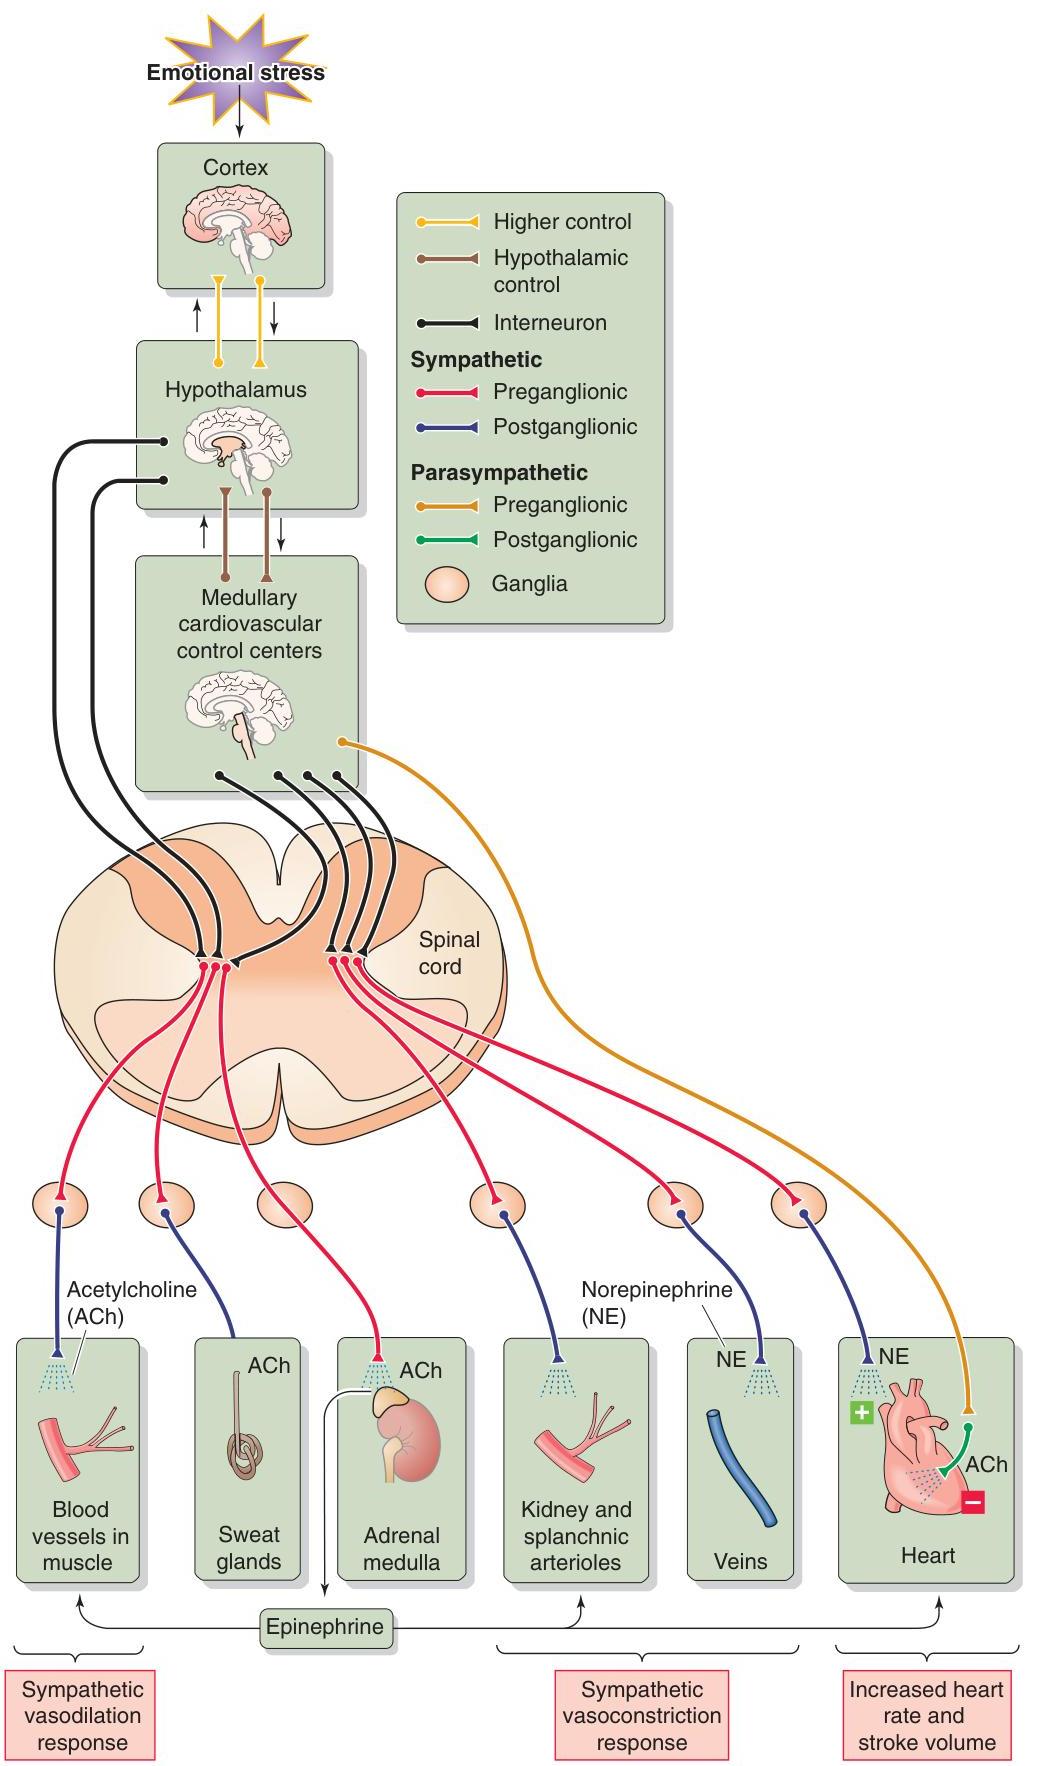 Emotional stress
Cortex
Higher control
Hypothalamic
control
Interneuron
Sympathetic
Preganglionic
Postganglionic
Parasympathetic
Preganglionic
Postganglionic
Ganglia
Hypothalamus
Medullary
cardiovascular
control centers
Spinal
cord
Acetylcholine
(ACh)
Norepinephrine
(NE)
ACh
ACh
NE
NE
+
ACh
−
Blood
vessels in
muscle
Sweat
glands
Adrenal
medulla
Kidney and
splanchnic
arterioles
Veins
Heart
Epinephrine
Sympathetic
vasodilation
response
Sympathetic
vasoconstriction
response
Increased heart
rate and
stroke volume